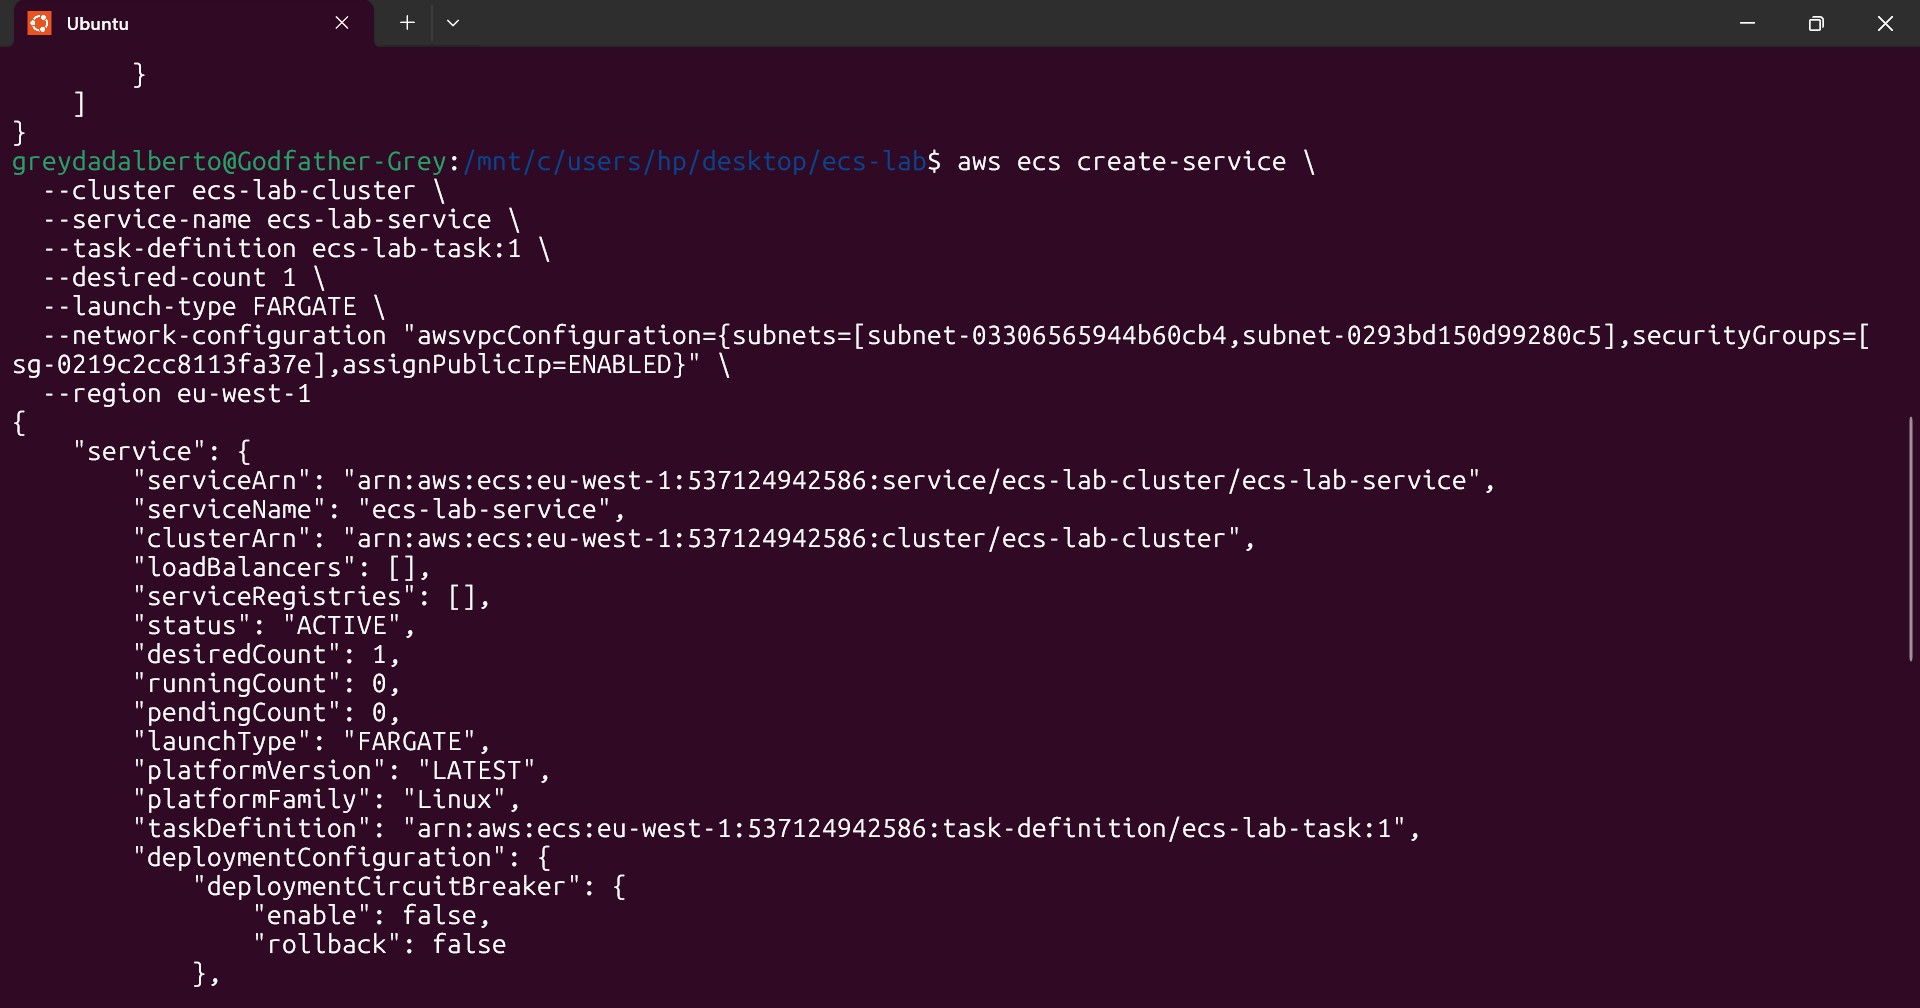 Ubuntu
        }
    ]
}
greydadalberto@Godfather-Grey:/mnt/c/users/hp/desktop/ecs-lab$ aws ecs create-service \
  --cluster ecs-lab-cluster \
  --service-name ecs-lab-service \
  --task-definition ecs-lab-task:1 \
  --desired-count 1 \
  --launch-type FARGATE \
  --network-configuration "awsvpcConfiguration={subnets=[subnet-03306565944b60cb4,subnet-0293bd150d99280c5],securityGroups=[
sg-0219c2cc8113fa37e],assignPublicIp=ENABLED}" \
  --region eu-west-1
{
    "service": {
        "serviceArn": "arn:aws:ecs:eu-west-1:537124942586:service/ecs-lab-cluster/ecs-lab-service",
        "serviceName": "ecs-lab-service",
        "clusterArn": "arn:aws:ecs:eu-west-1:537124942586:cluster/ecs-lab-cluster",
        "loadBalancers": [],
        "serviceRegistries": [],
        "status": "ACTIVE",
        "desiredCount": 1,
        "runningCount": 0,
        "pendingCount": 0,
        "launchType": "FARGATE",
        "platformVersion": "LATEST",
        "platformFamily": "Linux",
        "taskDefinition": "arn:aws:ecs:eu-west-1:537124942586:task-definition/ecs-lab-task:1",
        "deploymentConfiguration": {
            "deploymentCircuitBreaker": {
                "enable": false,
                "rollback": false
            },